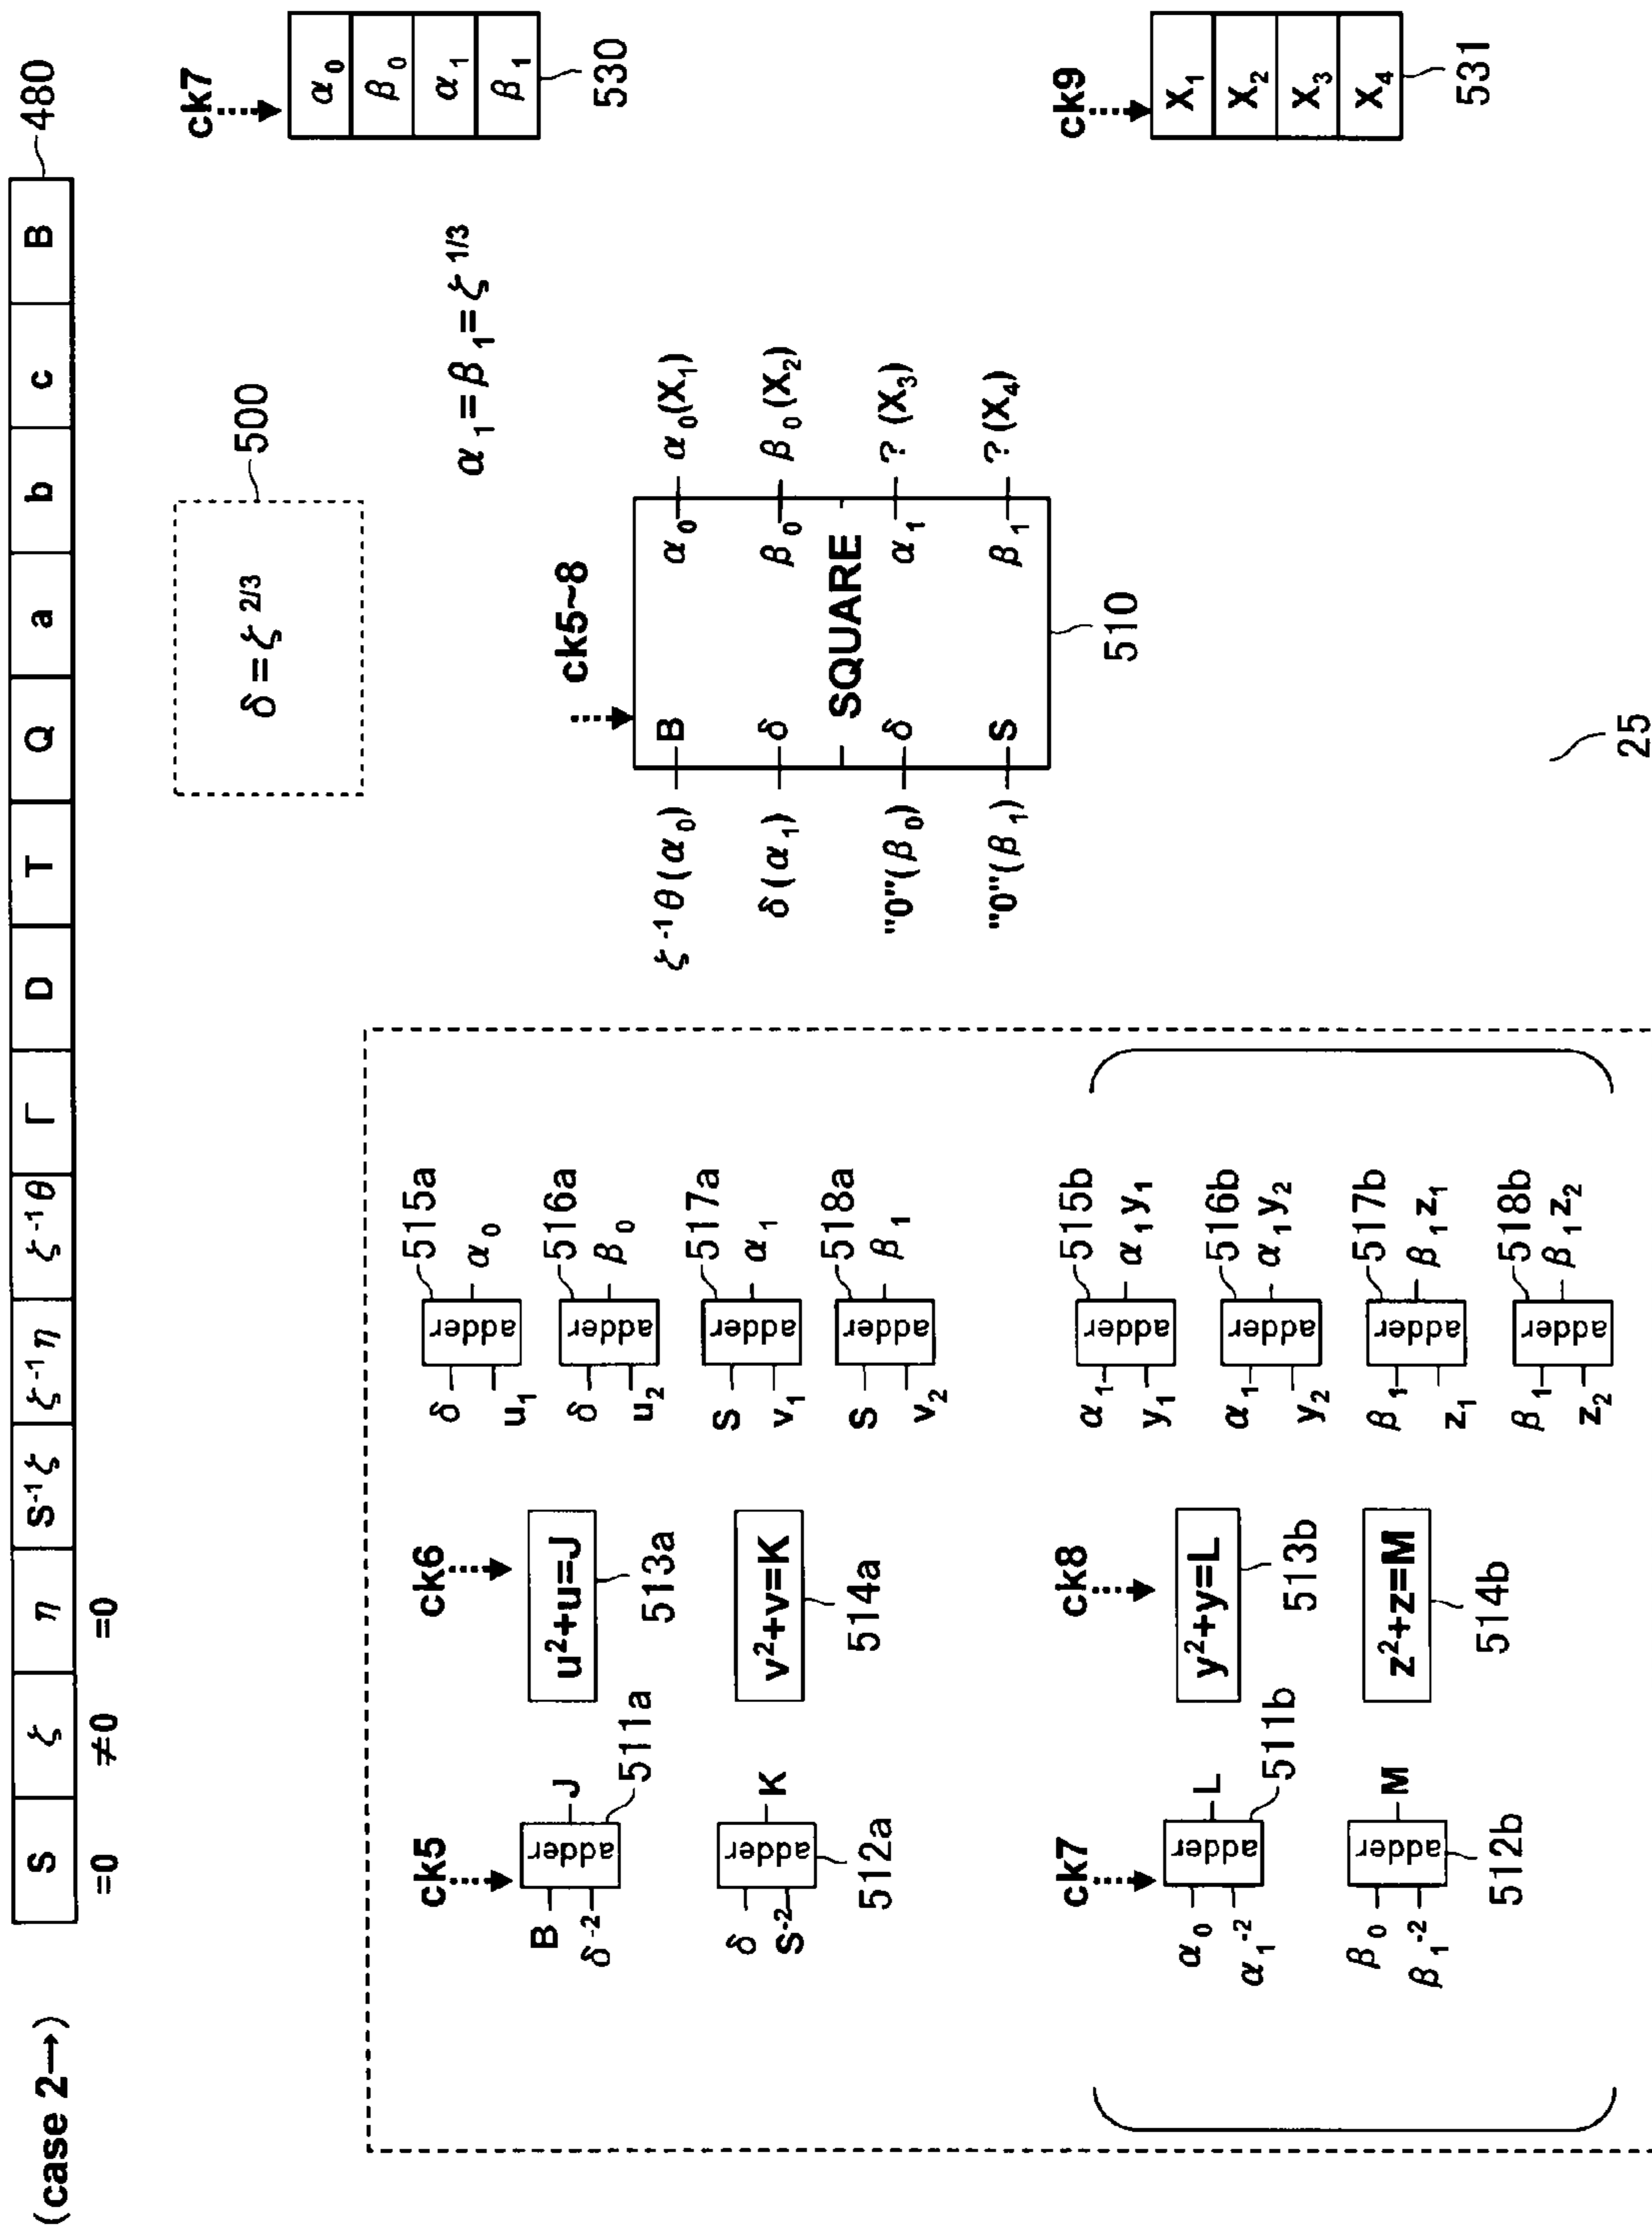 (case 2→)
S ζ η S⁻¹ζ ζ⁻¹η ζ⁻¹θ Γ D T Q a b c B 480
=0 ≠0 =0
δ=ζ^2/3
500
α₁=β₁=ζ^1/3
ck7
α₀
β₀
α₁
β₁
530
ck5~8
ζ⁻¹θ(α₀) B α₀ α₀(X₁)
δ(α₁) δ β₀ β₀(X₂)
SQUARE
"0"(β₀) δ α₁ ?(X₃)
"0"(β₁) S β₁ ?(X₄)
510
ck9
X₁
X₂
X₃
X₄
531
25
ck5
B
δ⁻²
adder
J
511a
δ
S⁻²
adder
K
512a
ck6
u²+u=J
513a
v²+v=K
514a
δ
u₁
adder
515a
α₀
δ
u₂
adder
516a
β₀
S
v₁
adder
517a
α₁
S
v₂
adder
518a
β₁
ck7
α₀
α₁⁻²
adder
L
511b
β₀
β₁⁻²
adder
M
512b
ck8
y²+y=L
513b
z²+z=M
514b
α₁
y₁
adder
515b
α₁y₁
α₁
y₂
adder
516b
α₁y₂
β₁
z₁
adder
517b
β₁z₁
β₁
z₂
adder
518b
β₁z₂